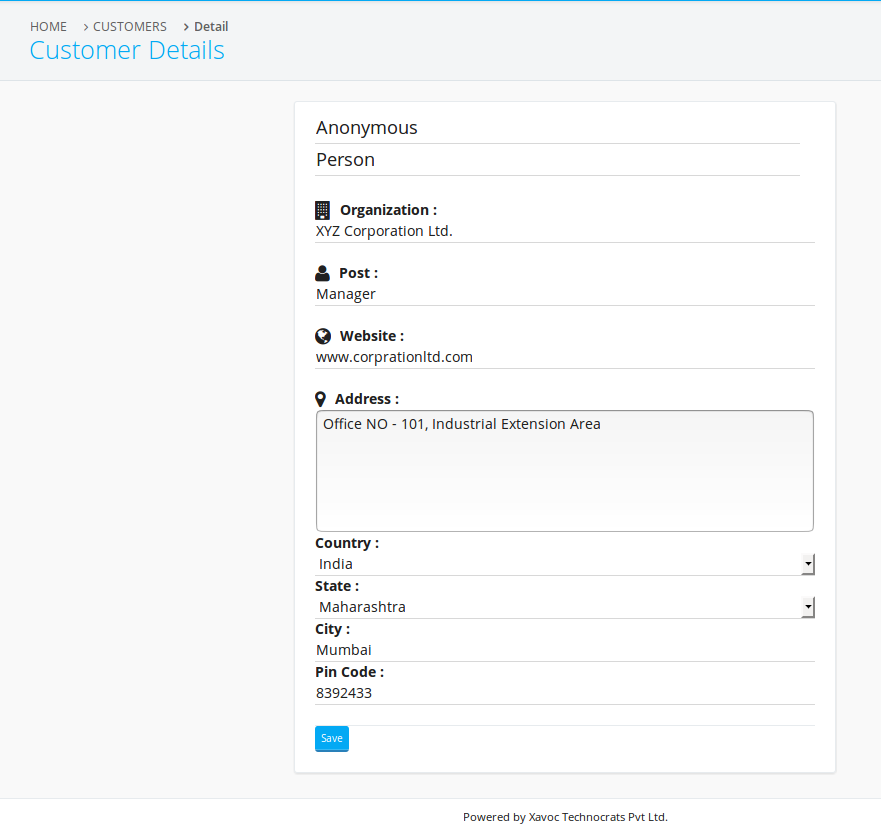 HOME > CUSTOMERS > Detail
Customer Details
Anonymous
Person
Organization :
XYZ Corporation Ltd.
Post :
Manager
Website :
www.corprationltd.com
Address :
Office NO - 101, Industrial Extension Area
Country :
India
State :
Maharashtra
City :
Mumbai
Pin Code :
8392433
Save
Powered by Xavoc Technocrats Pvt Ltd.